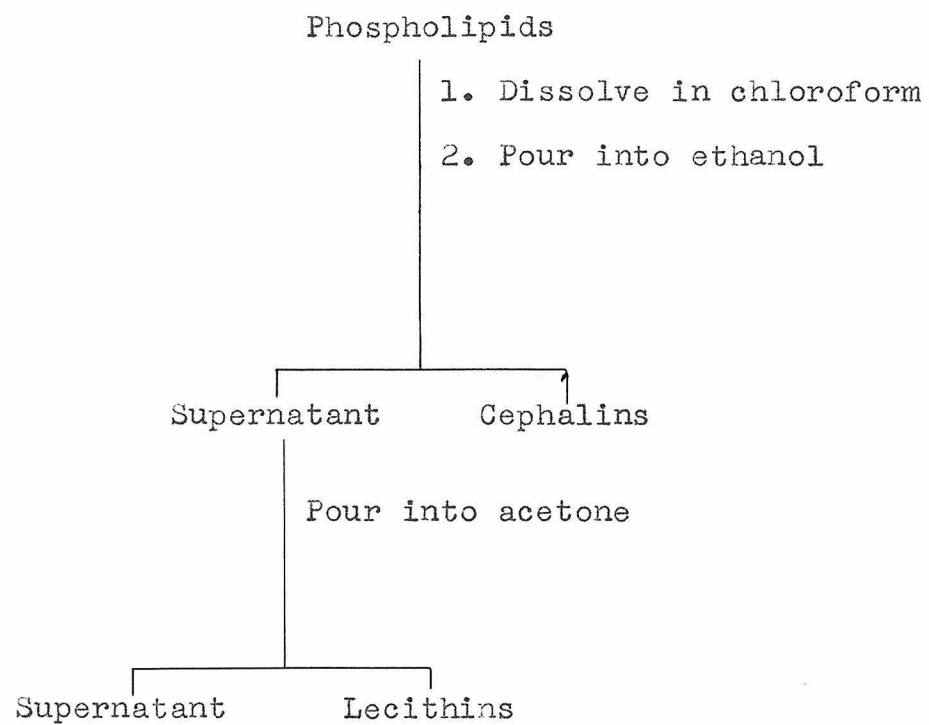 Phospholipids
1. Dissolve in chloroform
2. Pour into ethanol
Supernatant Cephalins
Pour into acetone
Supernatant Lecithins